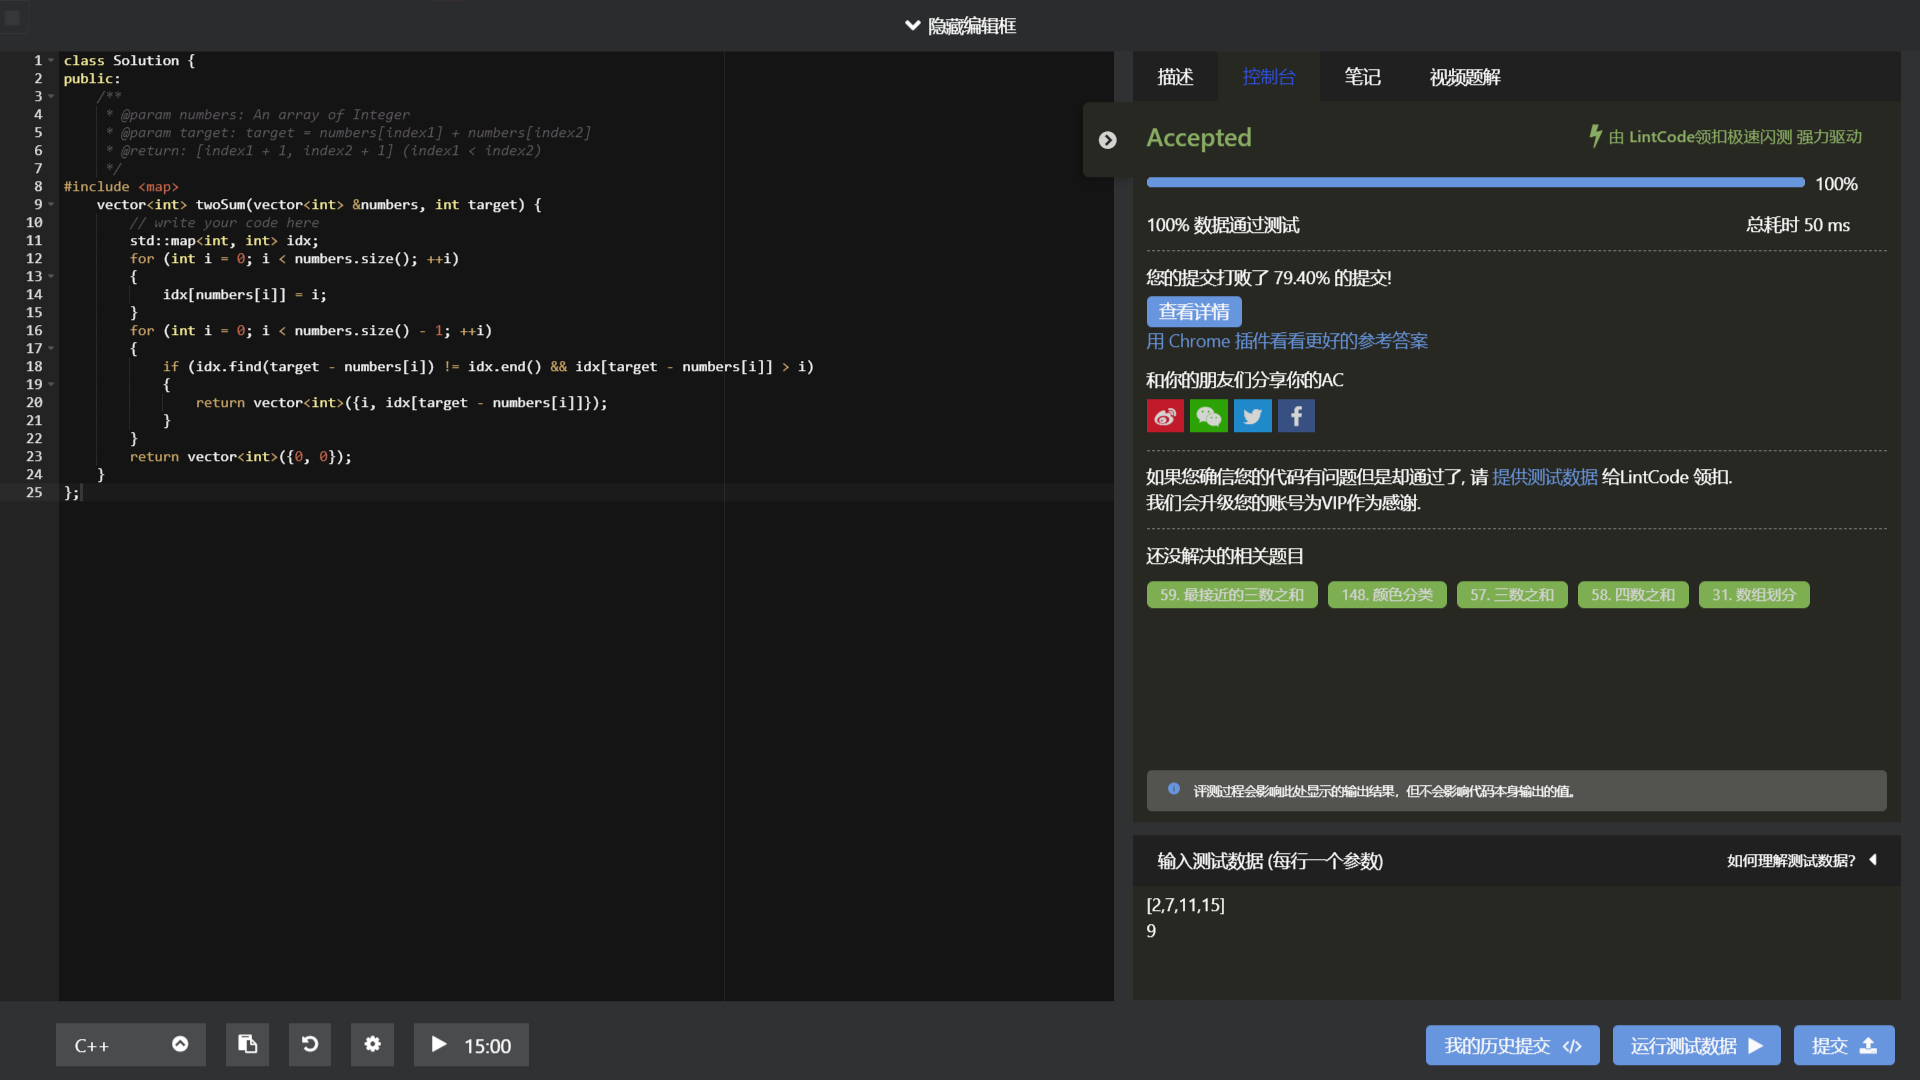 隐藏编辑框
1 class Solution {
2 public:
3 /**
4 * @param numbers: An array of Integer
5 * @param target: target = numbers[index1] + numbers[index2]
6 * @return: [index1 + 1, index2 + 1] (index1 < index2)
7 */
8 #include <map>
9 vector<int> twoSum(vector<int> &numbers, int target) {
10 // write your code here
11 std::map<int, int> idx;
12 for (int i = 0; i < numbers.size(); ++i)
13 {
14 idx[numbers[i]] = i;
15 }
16 for (int i = 0; i < numbers.size() - 1; ++i)
17 {
18 if (idx.find(target - numbers[i]) != idx.end() && idx[target - numbers[i]] > i)
19 {
20 return vector<int>({i, idx[target - numbers[i]]});
21 }
22 }
23 return vector<int>({0, 0});
24 }
25 };
描述 控制台 笔记 视频题解
Accepted 由 LintCode领扣极速闪测 强力驱动
100%
100% 数据通过测试 总耗时 50 ms
您的提交打败了 79.40% 的提交!
查看详情
用 Chrome 插件看看更好的参考答案
和你的朋友们分享你的AC
如果您确信您的代码有问题但是却通过了, 请 提供测试数据 给LintCode 领扣.
我们会升级您的账号为VIP作为感谢.
还没解决的相关题目
59. 最接近的三数之和 148. 颜色分类 57. 三数之和 58. 四数之和 31. 数组划分
评测过程会影响此处显示的输出结果，但不会影响代码本身输出的值。
输入测试数据 (每行一个参数) 如何理解测试数据?
[2,7,11,15]
9
C++ 15:00 我的历史提交 </> 运行测试数据 提交